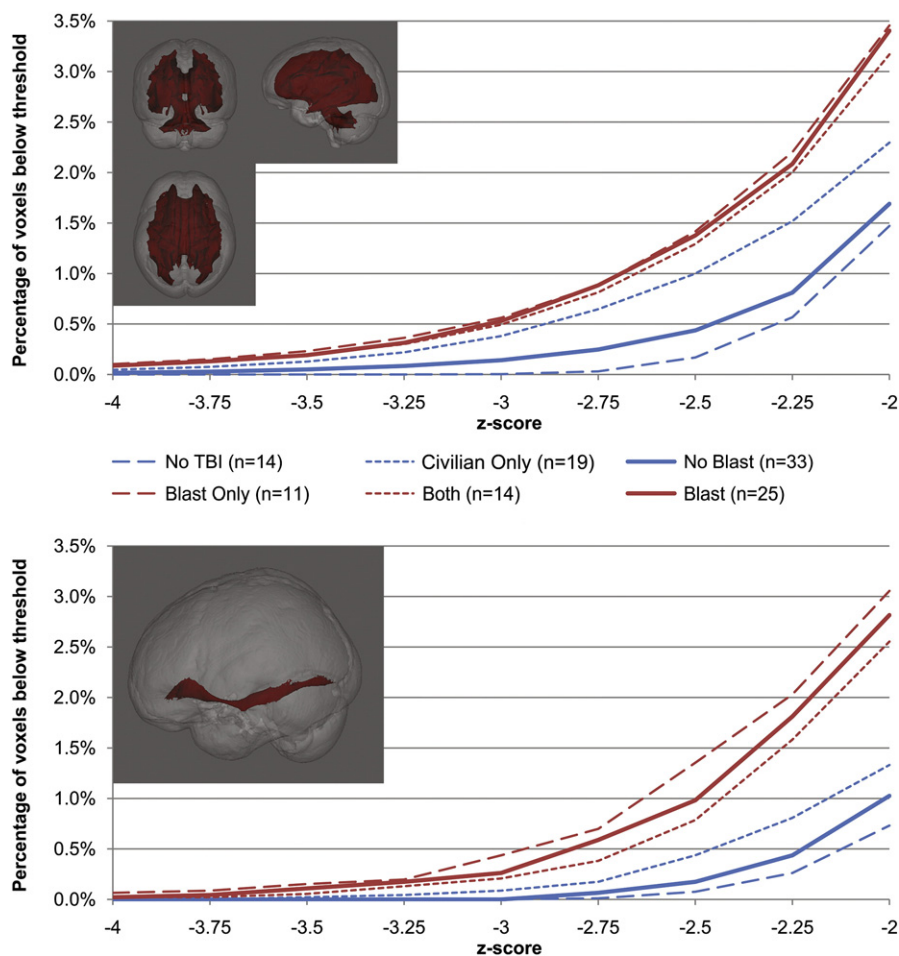 Percentage of voxels below threshold
3.5%
3.0%
2.5%
2.0%
1.5%
1.0%
0.5%
0.0%
-4 -3.75 -3.5 -3.25 -3 -2.75 -2.5 -2.25 -2
z-score
No TBI (n=14) Civilian Only (n=19) No Blast (n=33)
Blast Only (n=11) Both (n=14) Blast (n=25)
Percentage of voxels below threshold
3.5%
3.0%
2.5%
2.0%
1.5%
1.0%
0.5%
0.0%
-4 -3.75 -3.5 -3.25 -3 -2.75 -2.5 -2.25 -2
z-score